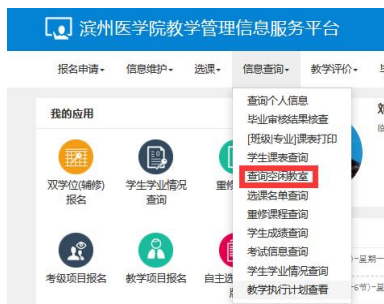 滨州医学院教学管理信息服务平台
报名申请 信息维护 选课 信息查询 教学评价
我的应用
双学位(辅修)
报名
学生学业情况
查询
考级项目报名
教学项目报名
自主选
查询个人信息
毕业审核结果核查
[班级|专业]课表打印
学生课表查询
查询空闲教室
选课名单查询
重修课程查询
学生成绩查询
考试信息查询
学生学业情况查询
教学执行计划查看
星期一